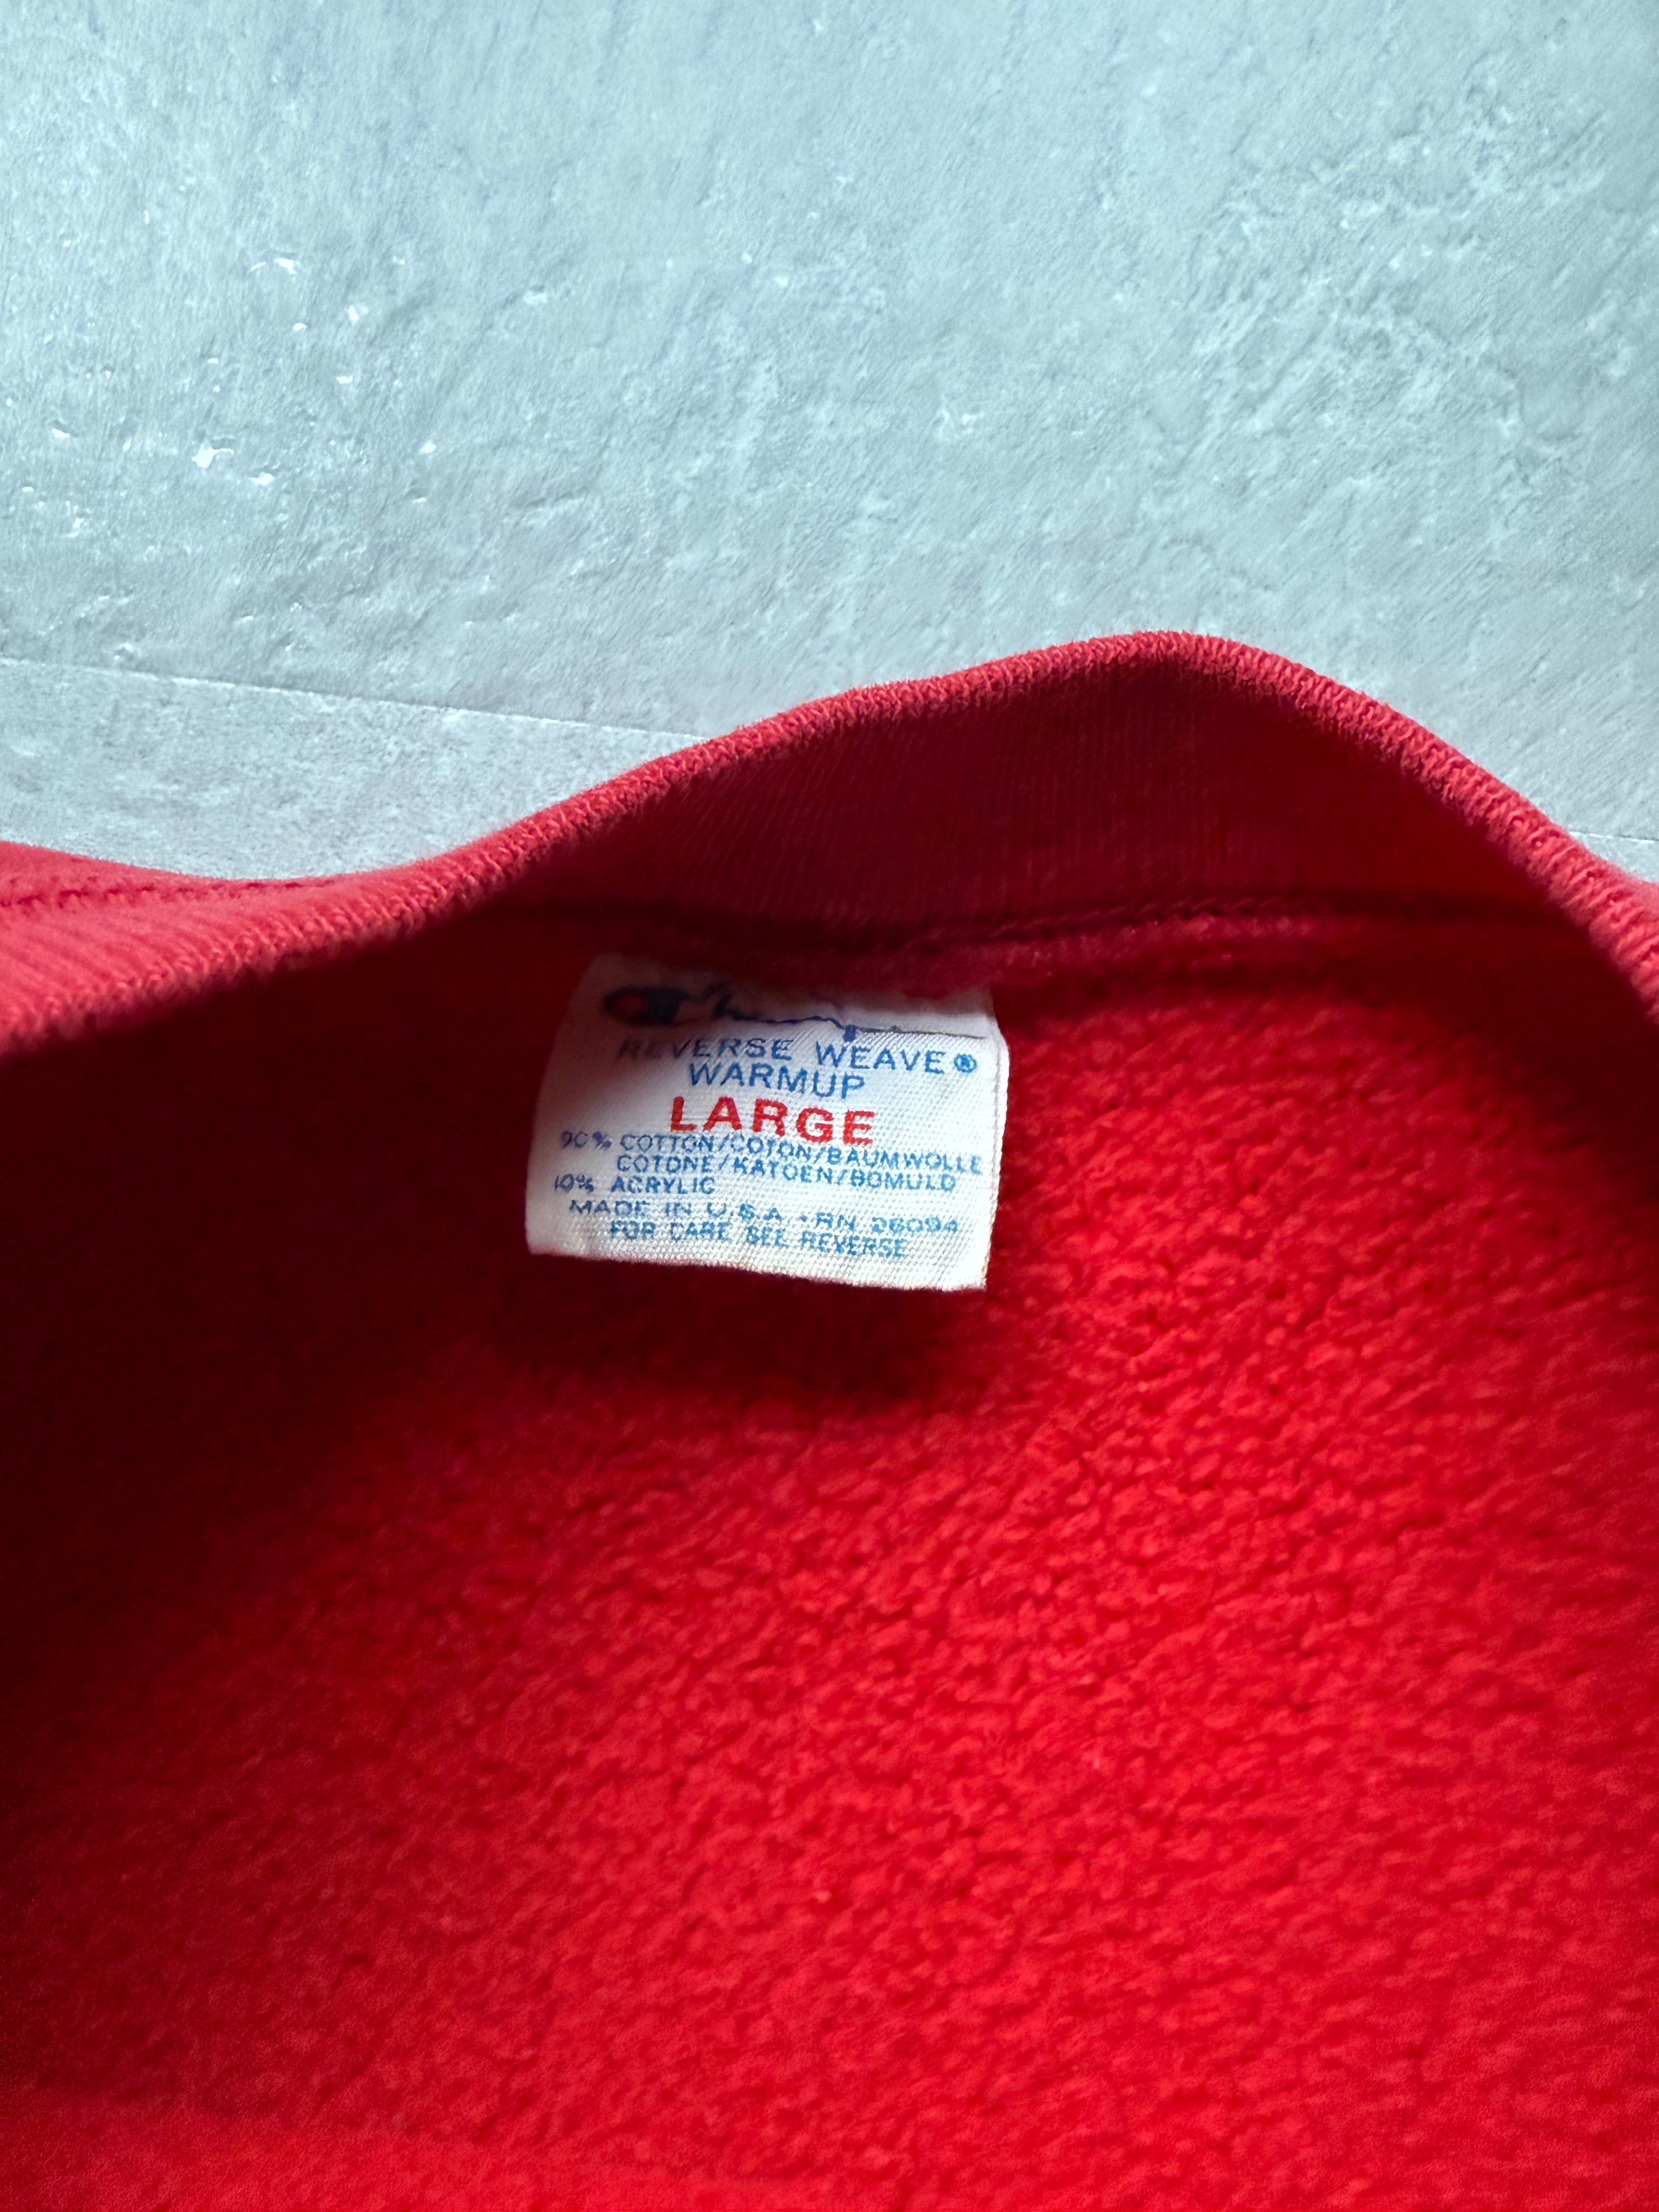 Champion
REVERSE WEAVE®
WARMUP
LARGE
90% COTTON/COTON/BAUMWOLLE
COTONE/KATOEN/BOMULD
10% ACRYLIC
MADE IN U.S.A. • RN 26094
FOR CARE SEE REVERSE